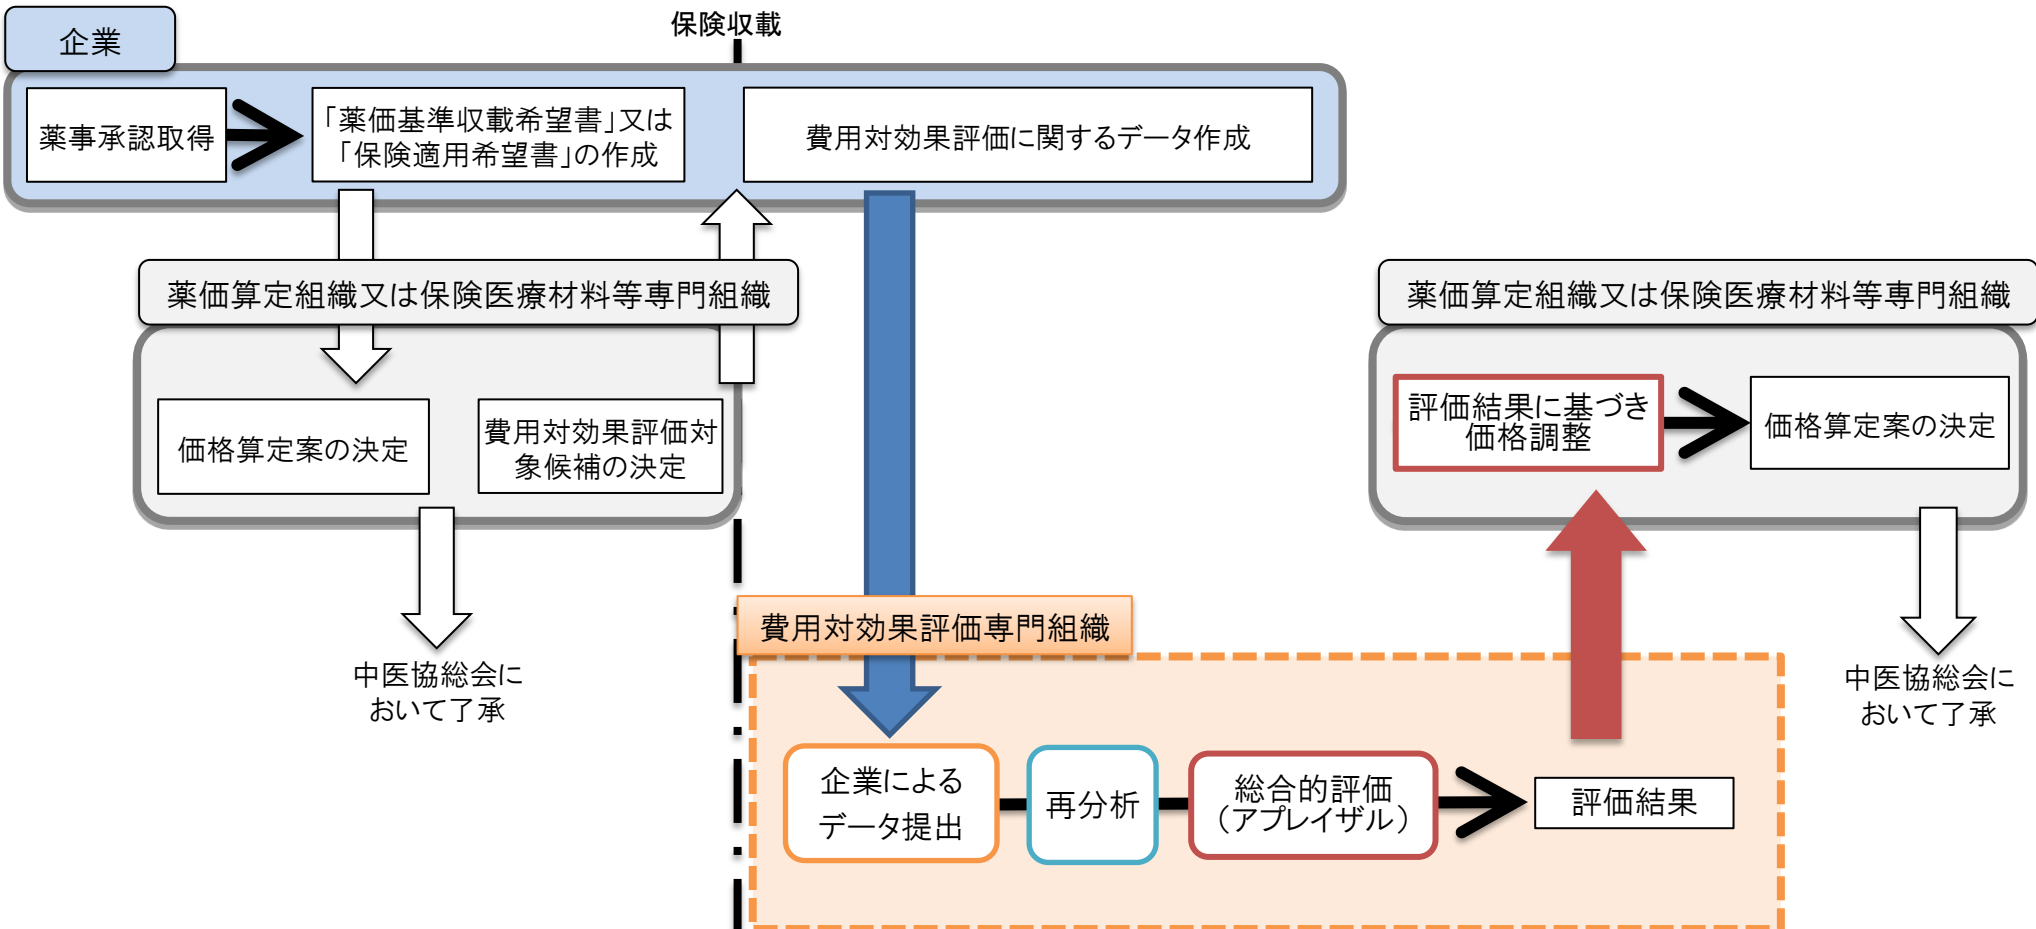 保険収載
企業
薬事承認取得
「薬価基準収載希望書」又は
「保険適用希望書」の作成
費用対効果評価に関するデータ作成
薬価算定組織又は保険医療材料等専門組織
価格算定案の決定
費用対効果評価対
象候補の決定
中医協総会に
おいて了承
薬価算定組織又は保険医療材料等専門組織
評価結果に基づき
価格調整
価格算定案の決定
中医協総会に
おいて了承
費用対効果評価専門組織
企業による
データ提出
再分析
総合的評価
（アプレイザル）
評価結果